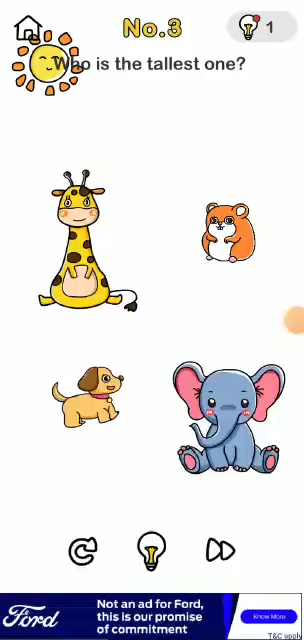 No.3
1
Who is the tallest one?
Ford
Not an ad for Ford,
this is our promise
of commitment
Know More
T&C apply